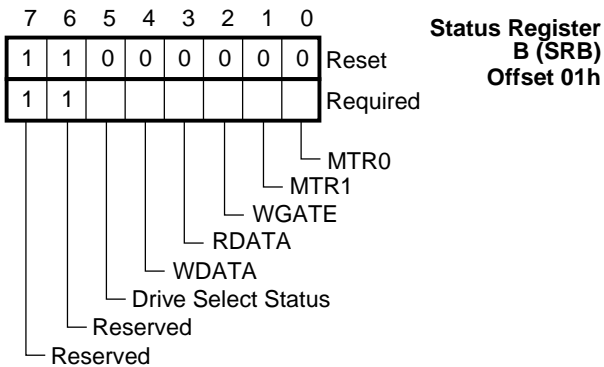 7 6 5 4 3 2 1 0
Status Register
B (SRB)
Offset 01h
1 1 0 0 0 0 0 0 Reset
1 1 Required
MTR0
MTR1
WGATE
RDATA
WDATA
Drive Select Status
Reserved
Reserved